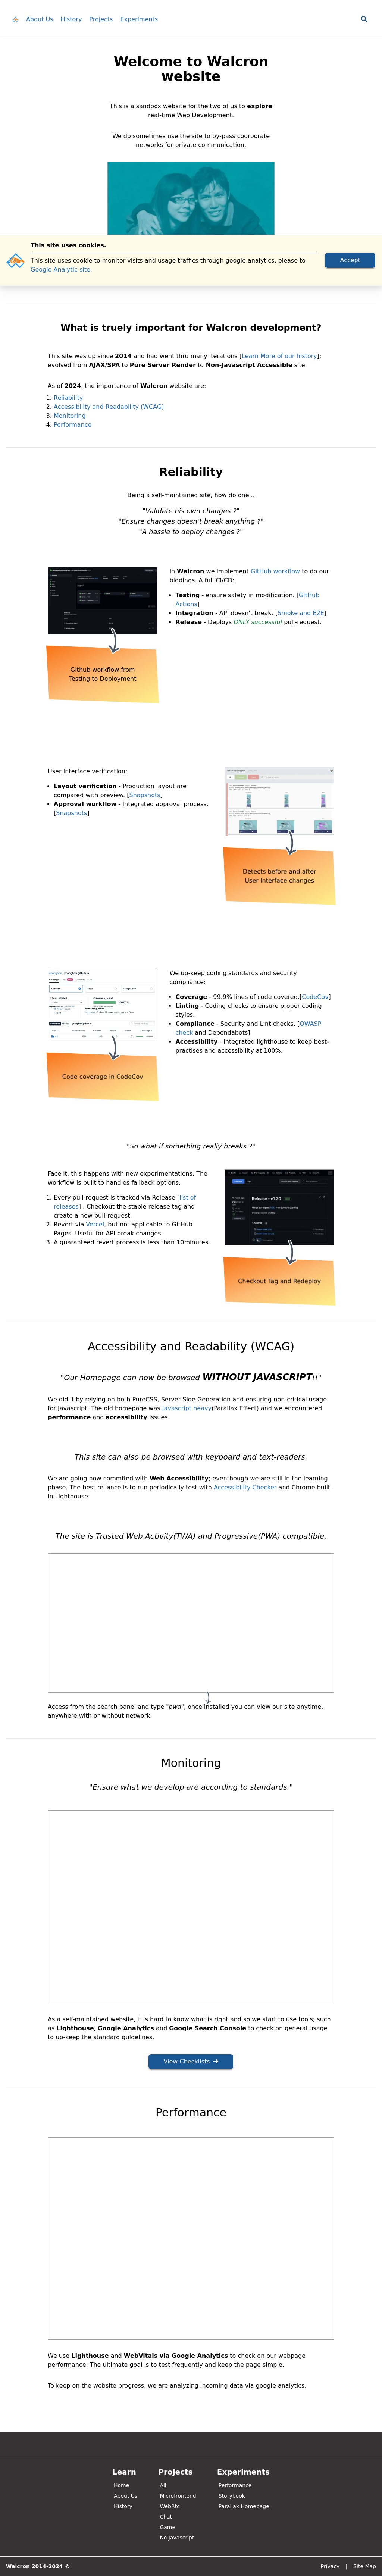 About Us History Projects Experiments
Welcome to Walcron
website
This is a sandbox website for the two of us to explore
real-time Web Development.
We do sometimes use the site to by-pass coorporate
networks for private communication.
This site uses cookies.
This site uses cookie to monitor visits and usage traffics through google analytics, please to
Google Analytic site.
Accept
What is truely important for Walcron development?
This site was up since 2014 and had went thru many iterations [Learn More of our history];
evolved from AJAX/SPA to Pure Server Render to Non-Javascript Accessible site.
As of 2024, the importance of Walcron website are:
1. Reliability
2. Accessibility and Readability (WCAG)
3. Monitoring
4. Performance
Reliability
Being a self-maintained site, how do one...
"Validate his own changes ?"
"Ensure changes doesn't break anything ?"
"A hassle to deploy changes ?"
In Walcron we implement GitHub workflow to do our
biddings. A full CI/CD:
• Testing - ensure safety in modification. [GitHub
Actions]
• Integration - API doesn't break. [Smoke and E2E]
• Release - Deploys ONLY successful pull-request.
Github workflow from
Testing to Deployment
User Interface verification:
• Layout verification - Production layout are
compared with preview. [Snapshots]
• Approval workflow - Integrated approval process.
[Snapshots]
Detects before and after
User Interface changes
We up-keep coding standards and security
compliance:
• Coverage - 99.9% lines of code covered.[CodeCov]
• Linting - Code checks to ensure proper coding
styles.
• Compliance - Security and Lint checks. [OWASP
check and Dependabots]
• Accessibility - Integrated lighthouse to keep best-
practises and accessibility at 100%.
Code coverage in CodeCov
"So what if something really breaks ?"
Face it, this happens with new experimentations. The
workflow is built to handle fallback options:
1. Every pull-request is tracked via Release [list of
releases] . Checkout the stable release tag and
create a new pull-request.
2. Revert via Vercel, but not applicable to GitHub
Pages. Useful for API break changes.
3. A guaranteed revert process is less than 10minutes.
Release - v1.20
Checkout Tag and Redeploy
Accessibility and Readability (WCAG)
"Our Homepage can now be browsed WITHOUT JAVASCRIPT!!"
We did it by relying on both PureCSS, Server Side Generation and ensuring non-critical usage
for Javascript. The old homepage was Javascript heavy(Parallax Effect) and we encountered
performance and accessibility issues.
This site can also be browsed with keyboard and text-readers.
We are going now commited with Web Accessibility; eventhough we are still in the learning
phase. The best reliance is to run periodically test with Accessibility Checker and Chrome built-
in Lighthouse.
The site is Trusted Web Activity(TWA) and Progressive(PWA) compatible.
Access from the search panel and type "pwa", once installed you can view our site anytime,
anywhere with or without network.
Monitoring
"Ensure what we develop are according to standards."
As a self-maintained website, it is hard to know what is right and so we start to use tools; such
as Lighthouse, Google Analytics and Google Search Console to check on general usage
to up-keep the standard guidelines.
View Checklists
Performance
We use Lighthouse and WebVitals via Google Analytics to check on our webpage
performance. The ultimate goal is to test frequently and keep the page simple.
To keep on the website progress, we are analyzing incoming data via google analytics.
Learn
Home
About Us
History
Projects
All
Microfrontend
WebRtc
Chat
Game
No Javascript
Experiments
Performance
Storybook
Parallax Homepage
Walcron 2014-2024 ©
Privacy | Site Map